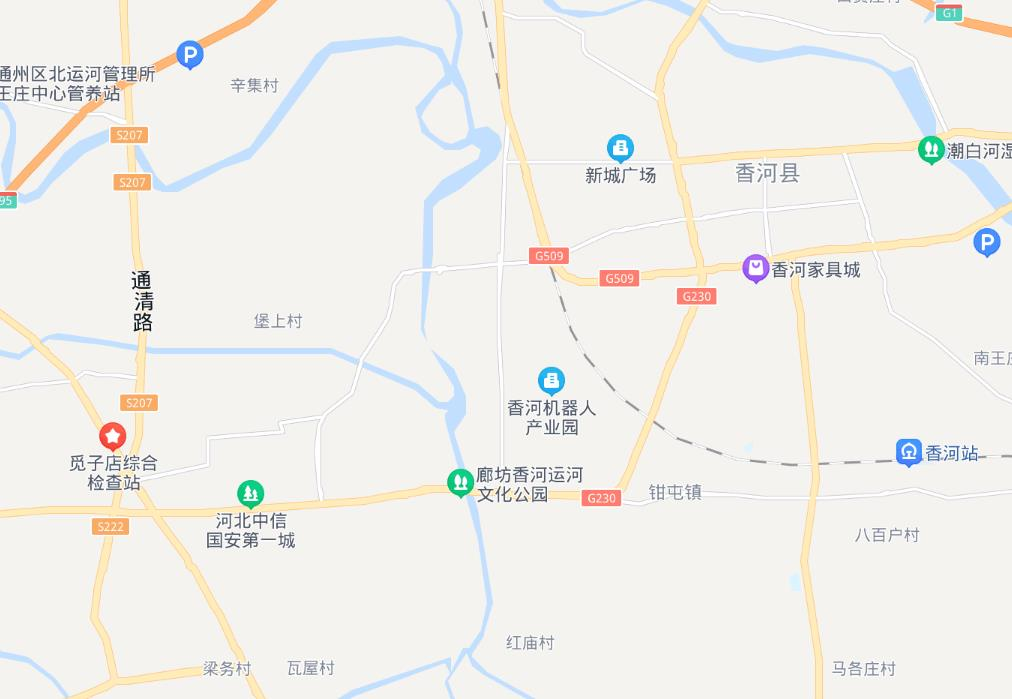 G1
通州区北运河管理所
王庄中心管养站
P
辛集村
S207
新城广场
香河县
潮白河湿
S207
95
P
G509
香河家具城
G509
G230
通清路
堡上村
南王庄
S207
香河机器人
产业园
觅子店综合
检查站
香河站
廊坊香河运河
文化公园
G230
钳屯镇
河北中信
国安第一城
S222
八百户村
红庙村
梁务村
瓦屋村
马各庄村